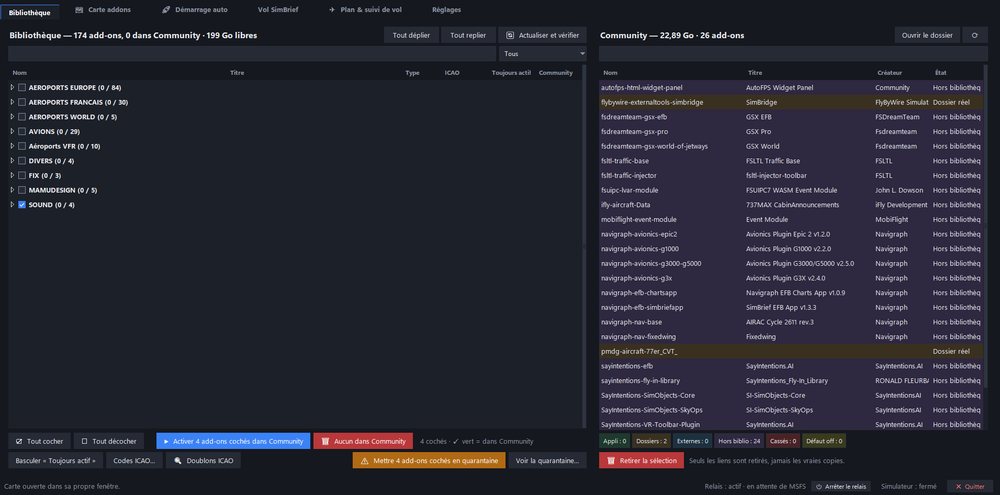 Bibliothèque Carte addons Démarrage auto Vol SimBrief Plan & suivi de vol Réglages
Bibliothèque — 174 add-ons, 0 dans Community · 199 Go libres Tout déplier Tout replier Actualiser et vérifier
Tous
Nom Titre Type ICAO Toujours actif Community
AEROPORTS EUROPE (0 / 84)
AEROPORTS FRANCAIS (0 / 30)
AEROPORTS WORLD (0 / 5)
AVIONS (0 / 29)
Aéroports VFR (0 / 10)
DIVERS (0 / 4)
FIX (0 / 3)
MAMUDESIGN (0 / 5)
SOUND (0 / 4)
Tout cocher Tout décocher Activer 4 add-ons cochés dans Community Aucun dans Community 4 cochés · ✓ vert = dans Community
Basculer « Toujours actif » Codes ICAO... Doublons ICAO Mettre 4 add-ons cochés en quarantaine Voir la quarantaine...
Community — 22,89 Go · 26 add-ons Ouvrir le dossier
Nom Titre Créateur État
autofps-html-widget-panel AutoFPS Widget Panel Community Hors bibliothèq
flybywire-externaltools-simbridge SimBridge FlyByWire Simulat Dossier réel
fsdreamteam-gsx-efb GSX EFB FSDreamTeam Hors bibliothèq
fsdreamteam-gsx-pro GSX Pro Fsdreamteam Hors bibliothèq
fsdreamteam-gsx-world-of-jetways GSX World Fsdreamteam Hors bibliothèq
fsltl-traffic-base FSLTL Traffic Base FSLTL Hors bibliothèq
fsltl-traffic-injector fsltl-injector-toolbar FSLTL Hors bibliothèq
fsuipc-lvar-module FSUIPC7 WASM Event Module John L. Dowson Hors bibliothèq
ifly-aircraft-Data 737MAX CabinAnnouncements iFly Development Hors bibliothèq
mobiflight-event-module Event Module MobiFlight Hors bibliothèq
navigraph-avionics-epic2 Avionics Plugin Epic 2 v1.2.0 Navigraph Hors bibliothèq
navigraph-avionics-g1000 Avionics Plugin G1000 v2.2.0 Navigraph Hors bibliothèq
navigraph-avionics-g3000-g5000 Avionics Plugin G3000/G5000 v2.5.0 Navigraph Hors bibliothèq
navigraph-avionics-g3x Avionics Plugin G3X v2.4.0 Navigraph Hors bibliothèq
navigraph-efb-chartsapp Navigraph EFB Charts App v1.0.9 Navigraph Hors bibliothèq
navigraph-efb-simbriefapp SimBrief EFB App v1.3.3 Navigraph Hors bibliothèq
navigraph-nav-base AIRAC Cycle 2611 rev.3 Navigraph Hors bibliothèq
navigraph-nav-fixedwing Fixedwing Navigraph Hors bibliothèq
pmdg-aircraft-77er_CVT_ Dossier réel
sayintentions-efb SayIntentions.AI SayIntentions.AI Hors bibliothèq
sayintentions-fly-in-library SayIntentions_Fly-In_Library RONALD FLEURBA Hors bibliothèq
SayIntentions-SimObjects-Core SI-SimObjects-Core SayIntentionsAI Hors bibliothèq
SayIntentions-SimObjects-SkyOps SI-SimObjects-SkyOps SayIntentionsAI Hors bibliothèq
SayIntentions-VR-Toolbar-Plugin SayIntentions.AI SayIntentions.AI Hors bibliothèq
Appli : 0 Dossiers : 2 Externes : 0 Hors biblio : 24 Cassés : 0 Défaut off : 0
Retirer la sélection Seuls les liens sont retirés, jamais les vraies copies.
Carte ouverte dans sa propre fenêtre. Relais : actif · en attente de MSFS Arrêter le relais Simulateur : fermé Quitter